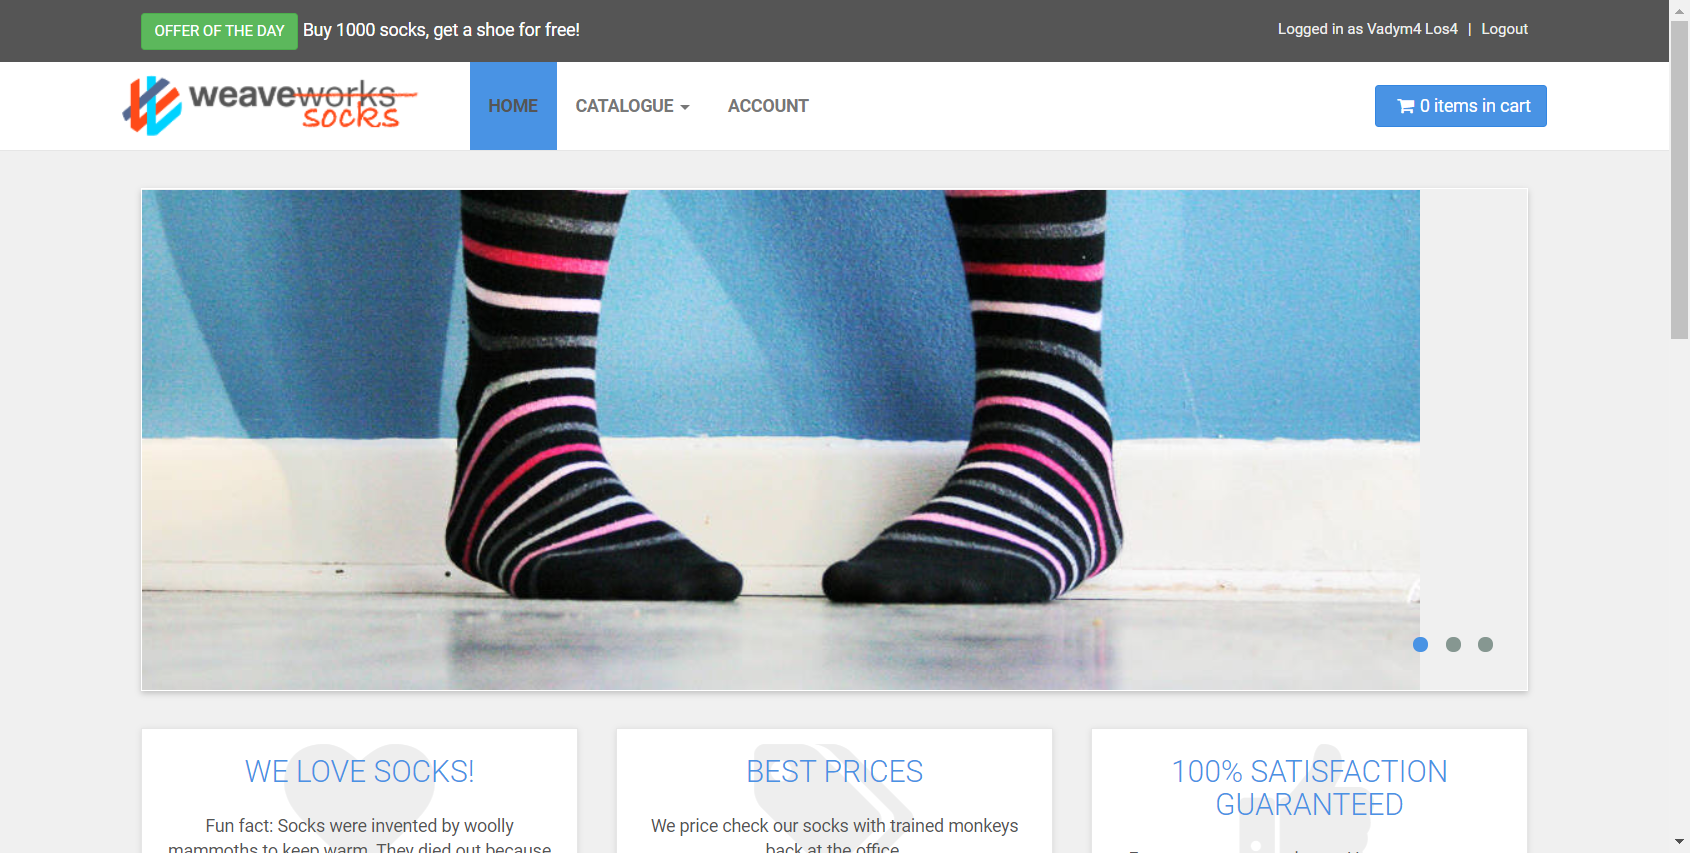 OFFER OF THE DAY Buy 1000 socks, get a shoe for free!
Logged in as Vadym4 Los4 | Logout
weaveworks
socks
HOME CATALOGUE ACCOUNT
0 items in cart
WE LOVE SOCKS!
Fun fact: Socks were invented by woolly
mammoths to keep warm. They died out because
BEST PRICES
We price check our socks with trained monkeys
back at the office
100% SATISFACTION
GUARANTEED